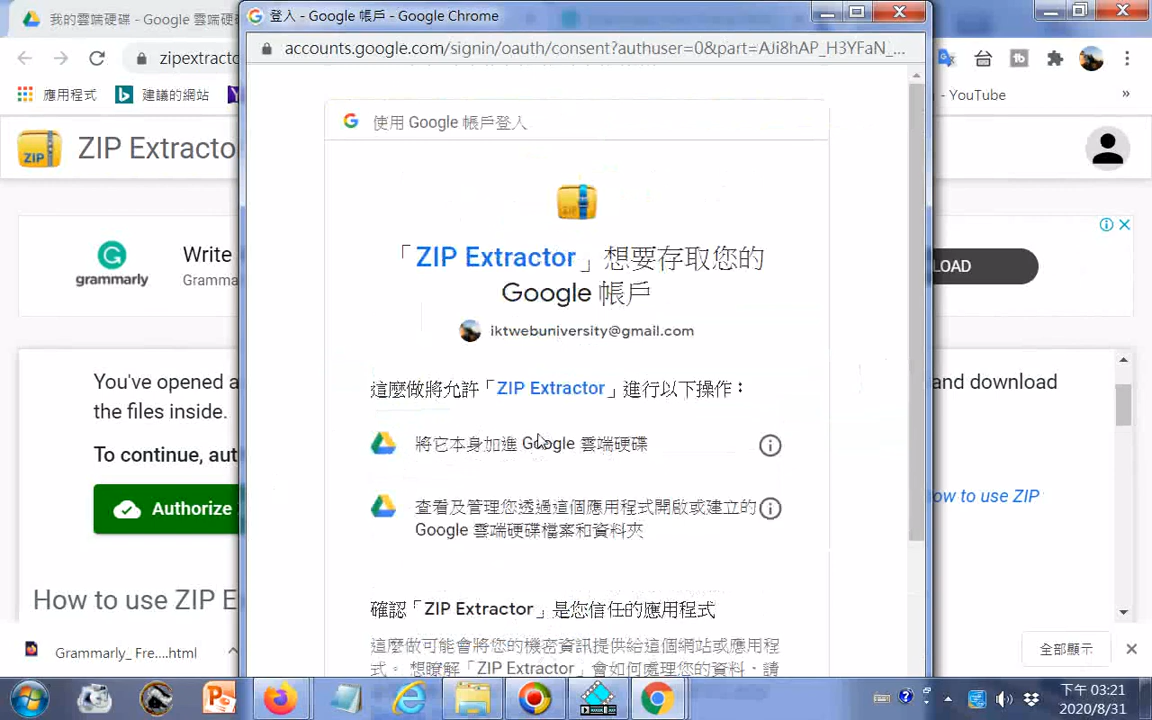 我的雲端硬碟 - Google 雲端硬碟
登入 - Google 帳戶 - Google Chrome
zipextracto
accounts.google.com/signin/oauth/consent?authuser=0&part=AJi8hAP_H3YFaN_...
應用程式
建議的網站
- YouTube
»
ZIP
ZIP Extracto
使用 Google 帳戶登入
ZIP
「ZIP Extractor」想要存取您的
Google 帳戶
iktwebuniversity@gmail.com
grammarly
Write
Gramma
LOAD
You've opened a
and download
the files inside.
這麼做將允許「ZIP Extractor」進行以下操作：
To continue, aut
將它本身加進 Google 雲端硬碟
Authorize
查看及管理您透過這個應用程式開啟或建立的
Google 雲端硬碟檔案和資料夾
ow to use ZIP
How to use ZIP E
確認「ZIP Extractor」是您信任的應用程式
這麼做可能會將您的機密資訊提供給這個網站或應用程
式。 想瞭解「ZIP Extractor」會如何處理您的資料，請
Grammarly_ Fre....html
全部顯示
下午 03:21
2020/8/31